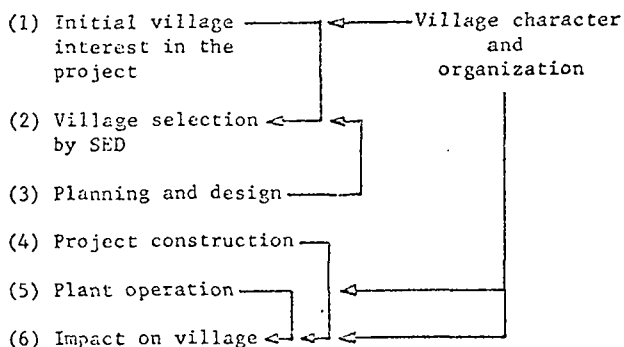 (1) Initial village
interest in the
project
Village character
and
organization
(2) Village selection
by SED
(3) Planning and design
(4) Project construction
(5) Plant operation
(6) Impact on village